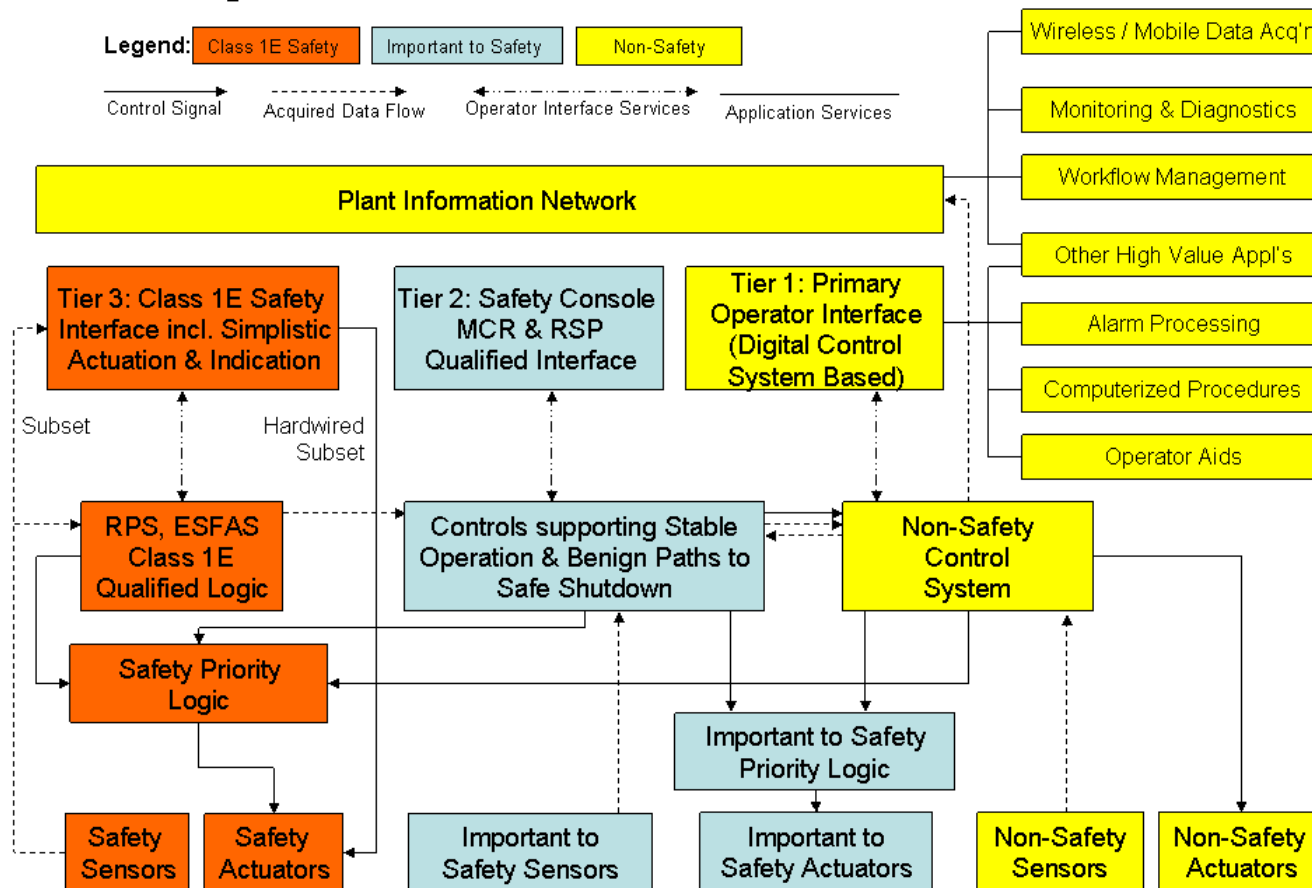 Legend:
Class 1E Safety
Important to Safety
Non-Safety
Control Signal
Acquired Data Flow
Operator Interface Services
Application Services
Wireless / Mobile Data Acq'n
Monitoring & Diagnostics
Workflow Management
Other High Value Appl's
Alarm Processing
Computerized Procedures
Operator Aids
Plant Information Network
Tier 3: Class 1E Safety
Interface incl. Simplistic
Actuation & Indication
Tier 2: Safety Console
MCR & RSP
Qualified Interface
Tier 1: Primary
Operator Interface
(Digital Control
System Based)
Subset
Hardwired
Subset
RPS, ESFAS
Class 1E
Qualified Logic
Controls supporting Stable
Operation & Benign Paths to
Safe Shutdown
Non-Safety
Control
System
Safety Priority
Logic
Important to Safety
Priority Logic
Safety
Sensors
Safety
Actuators
Important to
Safety Sensors
Important to
Safety Actuators
Non-Safety
Sensors
Non-Safety
Actuators